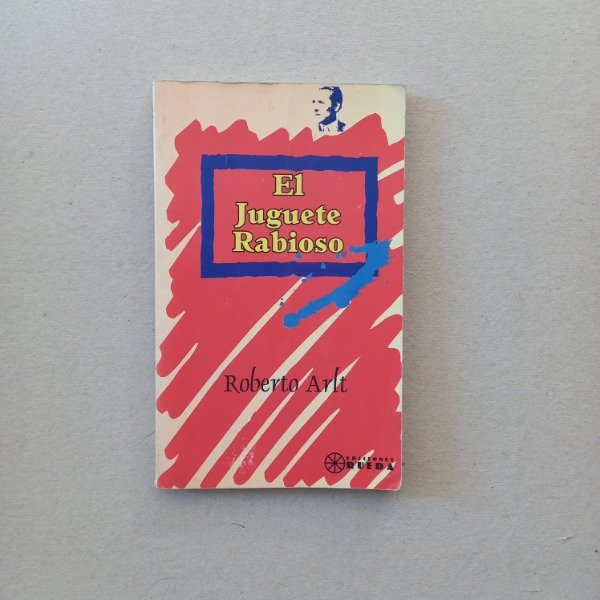 El
Juguete
Rabioso
Roberto Arlt
EDICIONES
RUEDA